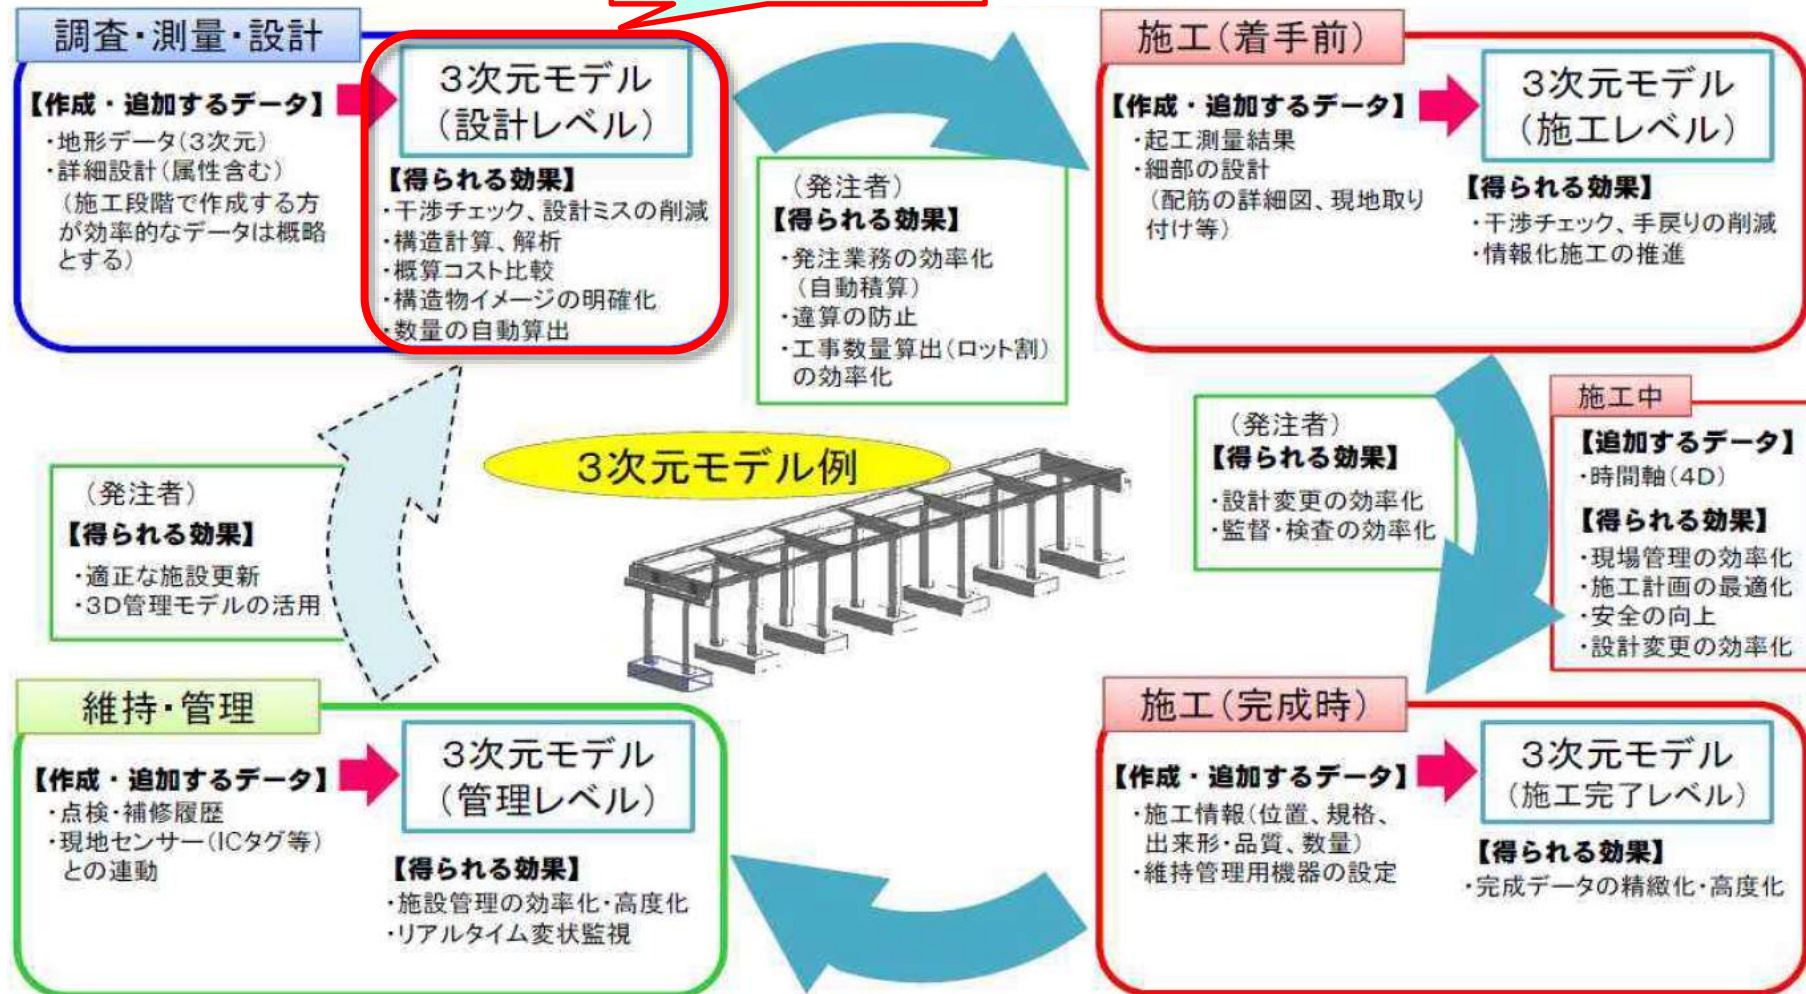 調査・測量・設計
【作成・追加するデータ】
・地形データ(3次元)
・詳細設計(属性含む)
(施工段階で作成する方
が効率的なデータは概略
とする)
3次元モデル
(設計レベル)
【得られる効果】
・干渉チェック、設計ミスの削減
・構造計算、解析
・概算コスト比較
・構造物イメージの明確化
・数量の自動算出
(発注者)
【得られる効果】
・発注業務の効率化
(自動積算)
・違算の防止
・工事数量算出(ロット割)
の効率化
施工(着手前)
【作成・追加するデータ】
・起工測量結果
・細部の設計
(配筋の詳細図、現地取り
付け等)
3次元モデル
(施工レベル)
【得られる効果】
・干渉チェック、手戻りの削減
・情報化施工の推進
(発注者)
【得られる効果】
・設計変更の効率化
・監督・検査の効率化
施工中
【追加するデータ】
・時間軸(4D)
【得られる効果】
・現場管理の効率化
・施工計画の最適化
・安全の向上
・設計変更の効率化
3次元モデル例
(発注者)
【得られる効果】
・適正な施設更新
・3D管理モデルの活用
維持・管理
【作成・追加するデータ】
・点検・補修履歴
・現地センサー(ICタグ等)
との連動
3次元モデル
(管理レベル)
【得られる効果】
・施設管理の効率化・高度化
・リアルタイム変状監視
施工(完成時)
【作成・追加するデータ】
・施工情報(位置、規格、
出来形・品質、数量)
・維持管理用機器の設定
3次元モデル
(施工完了レベル)
【得られる効果】
・完成データの精緻化・高度化